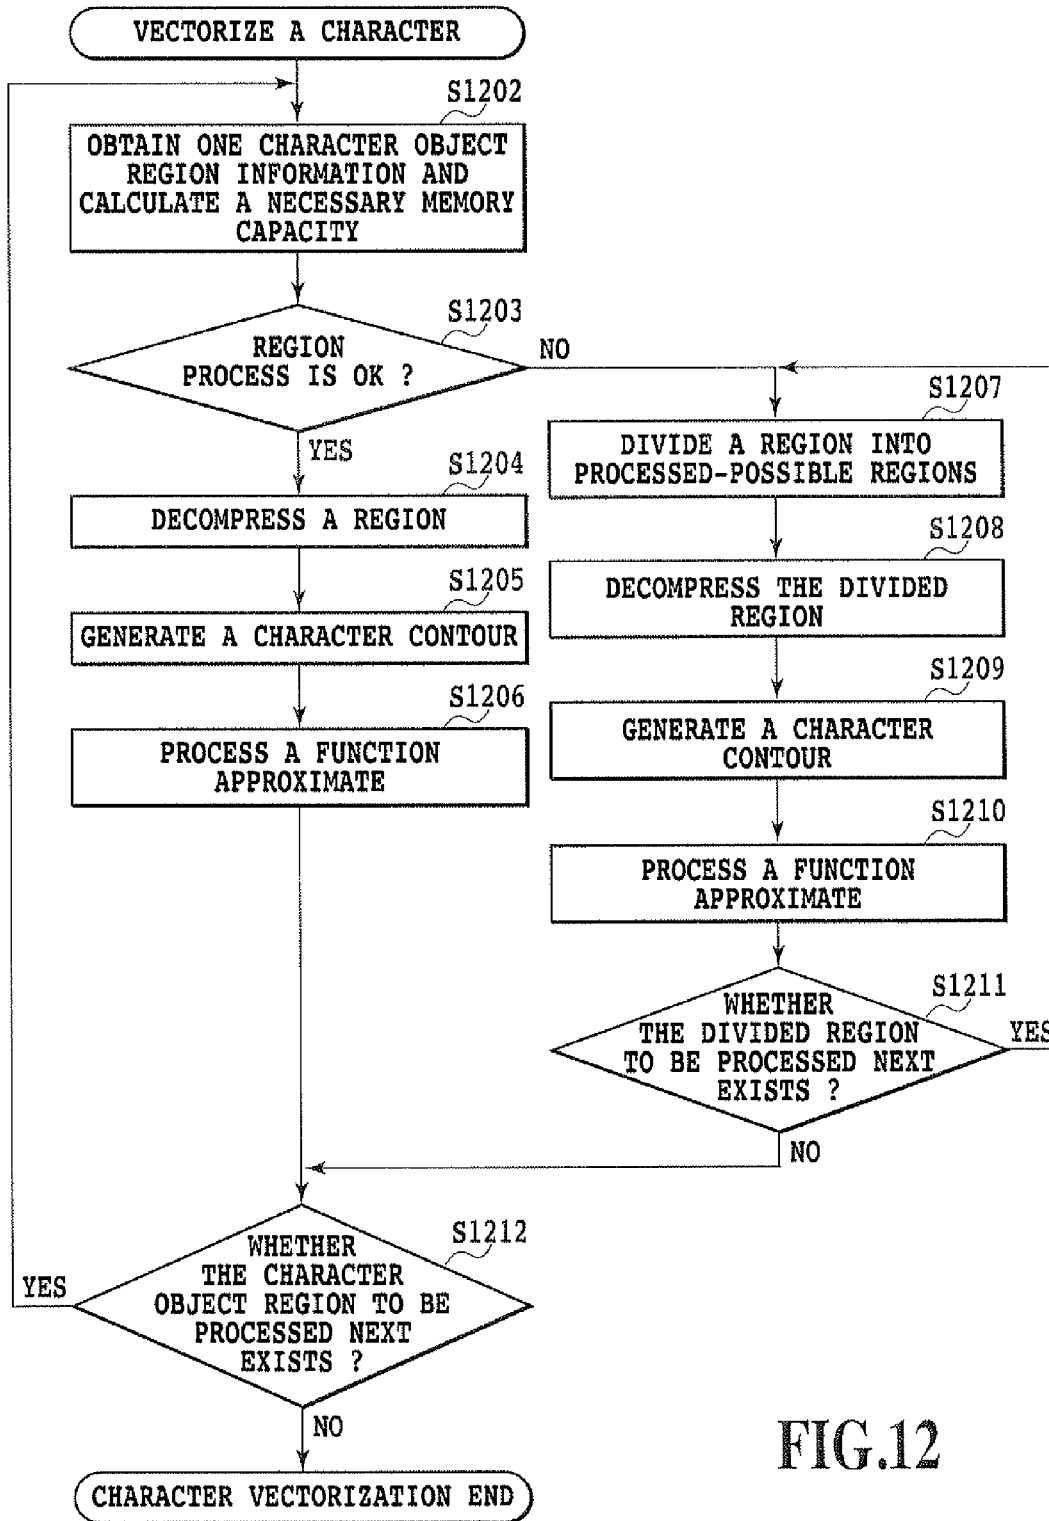 VECTORIZE A CHARACTER
S1202
OBTAIN ONE CHARACTER OBJECT
REGION INFORMATION AND
CALCULATE A NECESSARY MEMORY
CAPACITY
S1203
REGION
PROCESS IS OK ?
NO
YES
S1204
DECOMPRESS A REGION
S1205
GENERATE A CHARACTER CONTOUR
S1206
PROCESS A FUNCTION
APPROXIMATE
S1207
DIVIDE A REGION INTO
PROCESSED-POSSIBLE REGIONS
S1208
DECOMPRESS THE DIVIDED
REGION
S1209
GENERATE A CHARACTER
CONTOUR
S1210
PROCESS A FUNCTION
APPROXIMATE
S1211
WHETHER
THE DIVIDED REGION
TO BE PROCESSED NEXT
EXISTS ?
YES
NO
S1212
WHETHER
THE CHARACTER
OBJECT REGION TO BE
PROCESSED NEXT
EXISTS ?
YES
NO
CHARACTER VECTORIZATION END
FIG.12